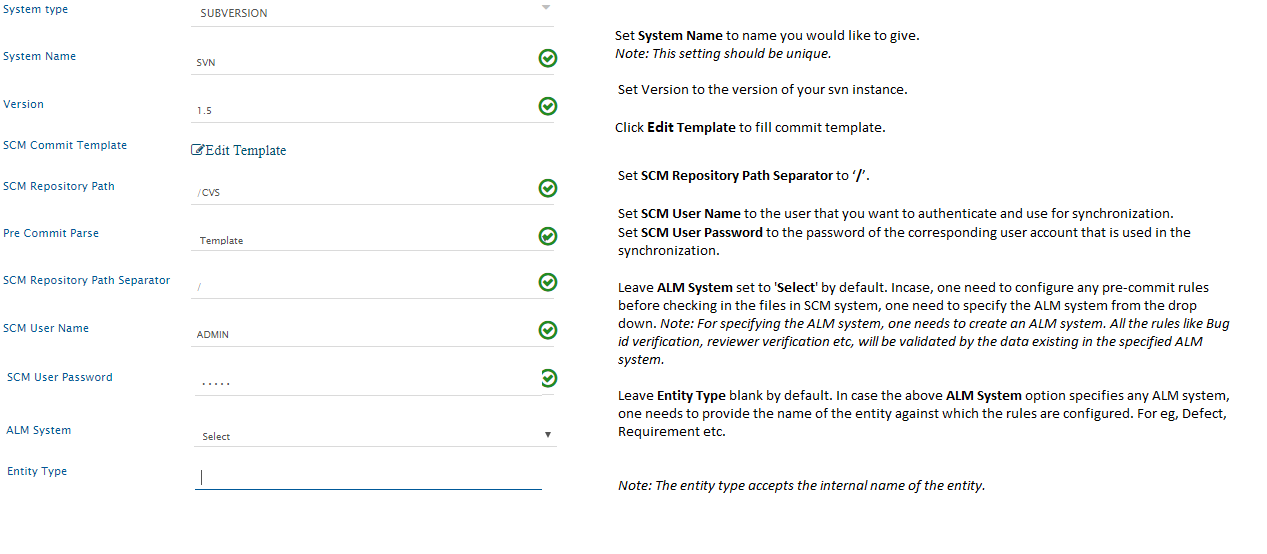 System type
SUBVERSION
System Name
SVN
Version
1.5
SCM Commit Template
Edit Template
SCM Repository Path
/CVS
Pre Commit Parse
Template
SCM Repository Path Separator
/
SCM User Name
ADMIN
SCM User Password
.....
ALM System
Select
Entity Type
Set System Name to name you would like to give.
Note: This setting should be unique.
Set Version to the version of your svn instance.
Click Edit Template to fill commit template.
Set SCM Repository Path Separator to ‘/’.
Set SCM User Name to the user that you want to authenticate and use for synchronization.
Set SCM User Password to the password of the corresponding user account that is used in the
synchronization.
Leave ALM System set to 'Select' by default. Incase, one need to configure any pre-commit rules
before checking in the files in SCM system, one need to specify the ALM system from the drop
down. Note: For specifying the ALM system, one needs to create an ALM system. All the rules like Bug
id verification, reviewer verification etc, will be validated by the data existing in the specified ALM
system.
Leave Entity Type blank by default. In case the above ALM System option specifies any ALM system,
one needs to provide the name of the entity against which the rules are configured. For eg, Defect,
Requirement etc.
Note: The entity type accepts the internal name of the entity.